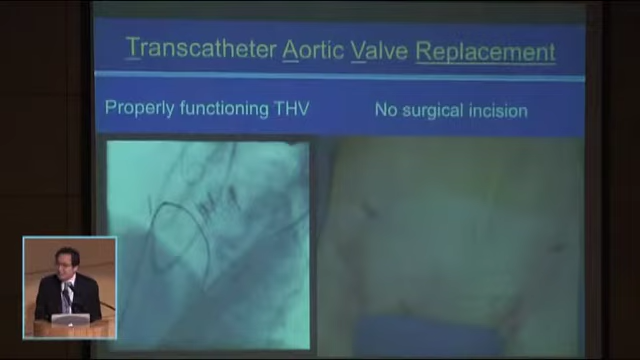 Transcatheter Aortic Valve Replacement
Properly functioning THV
No surgical incision